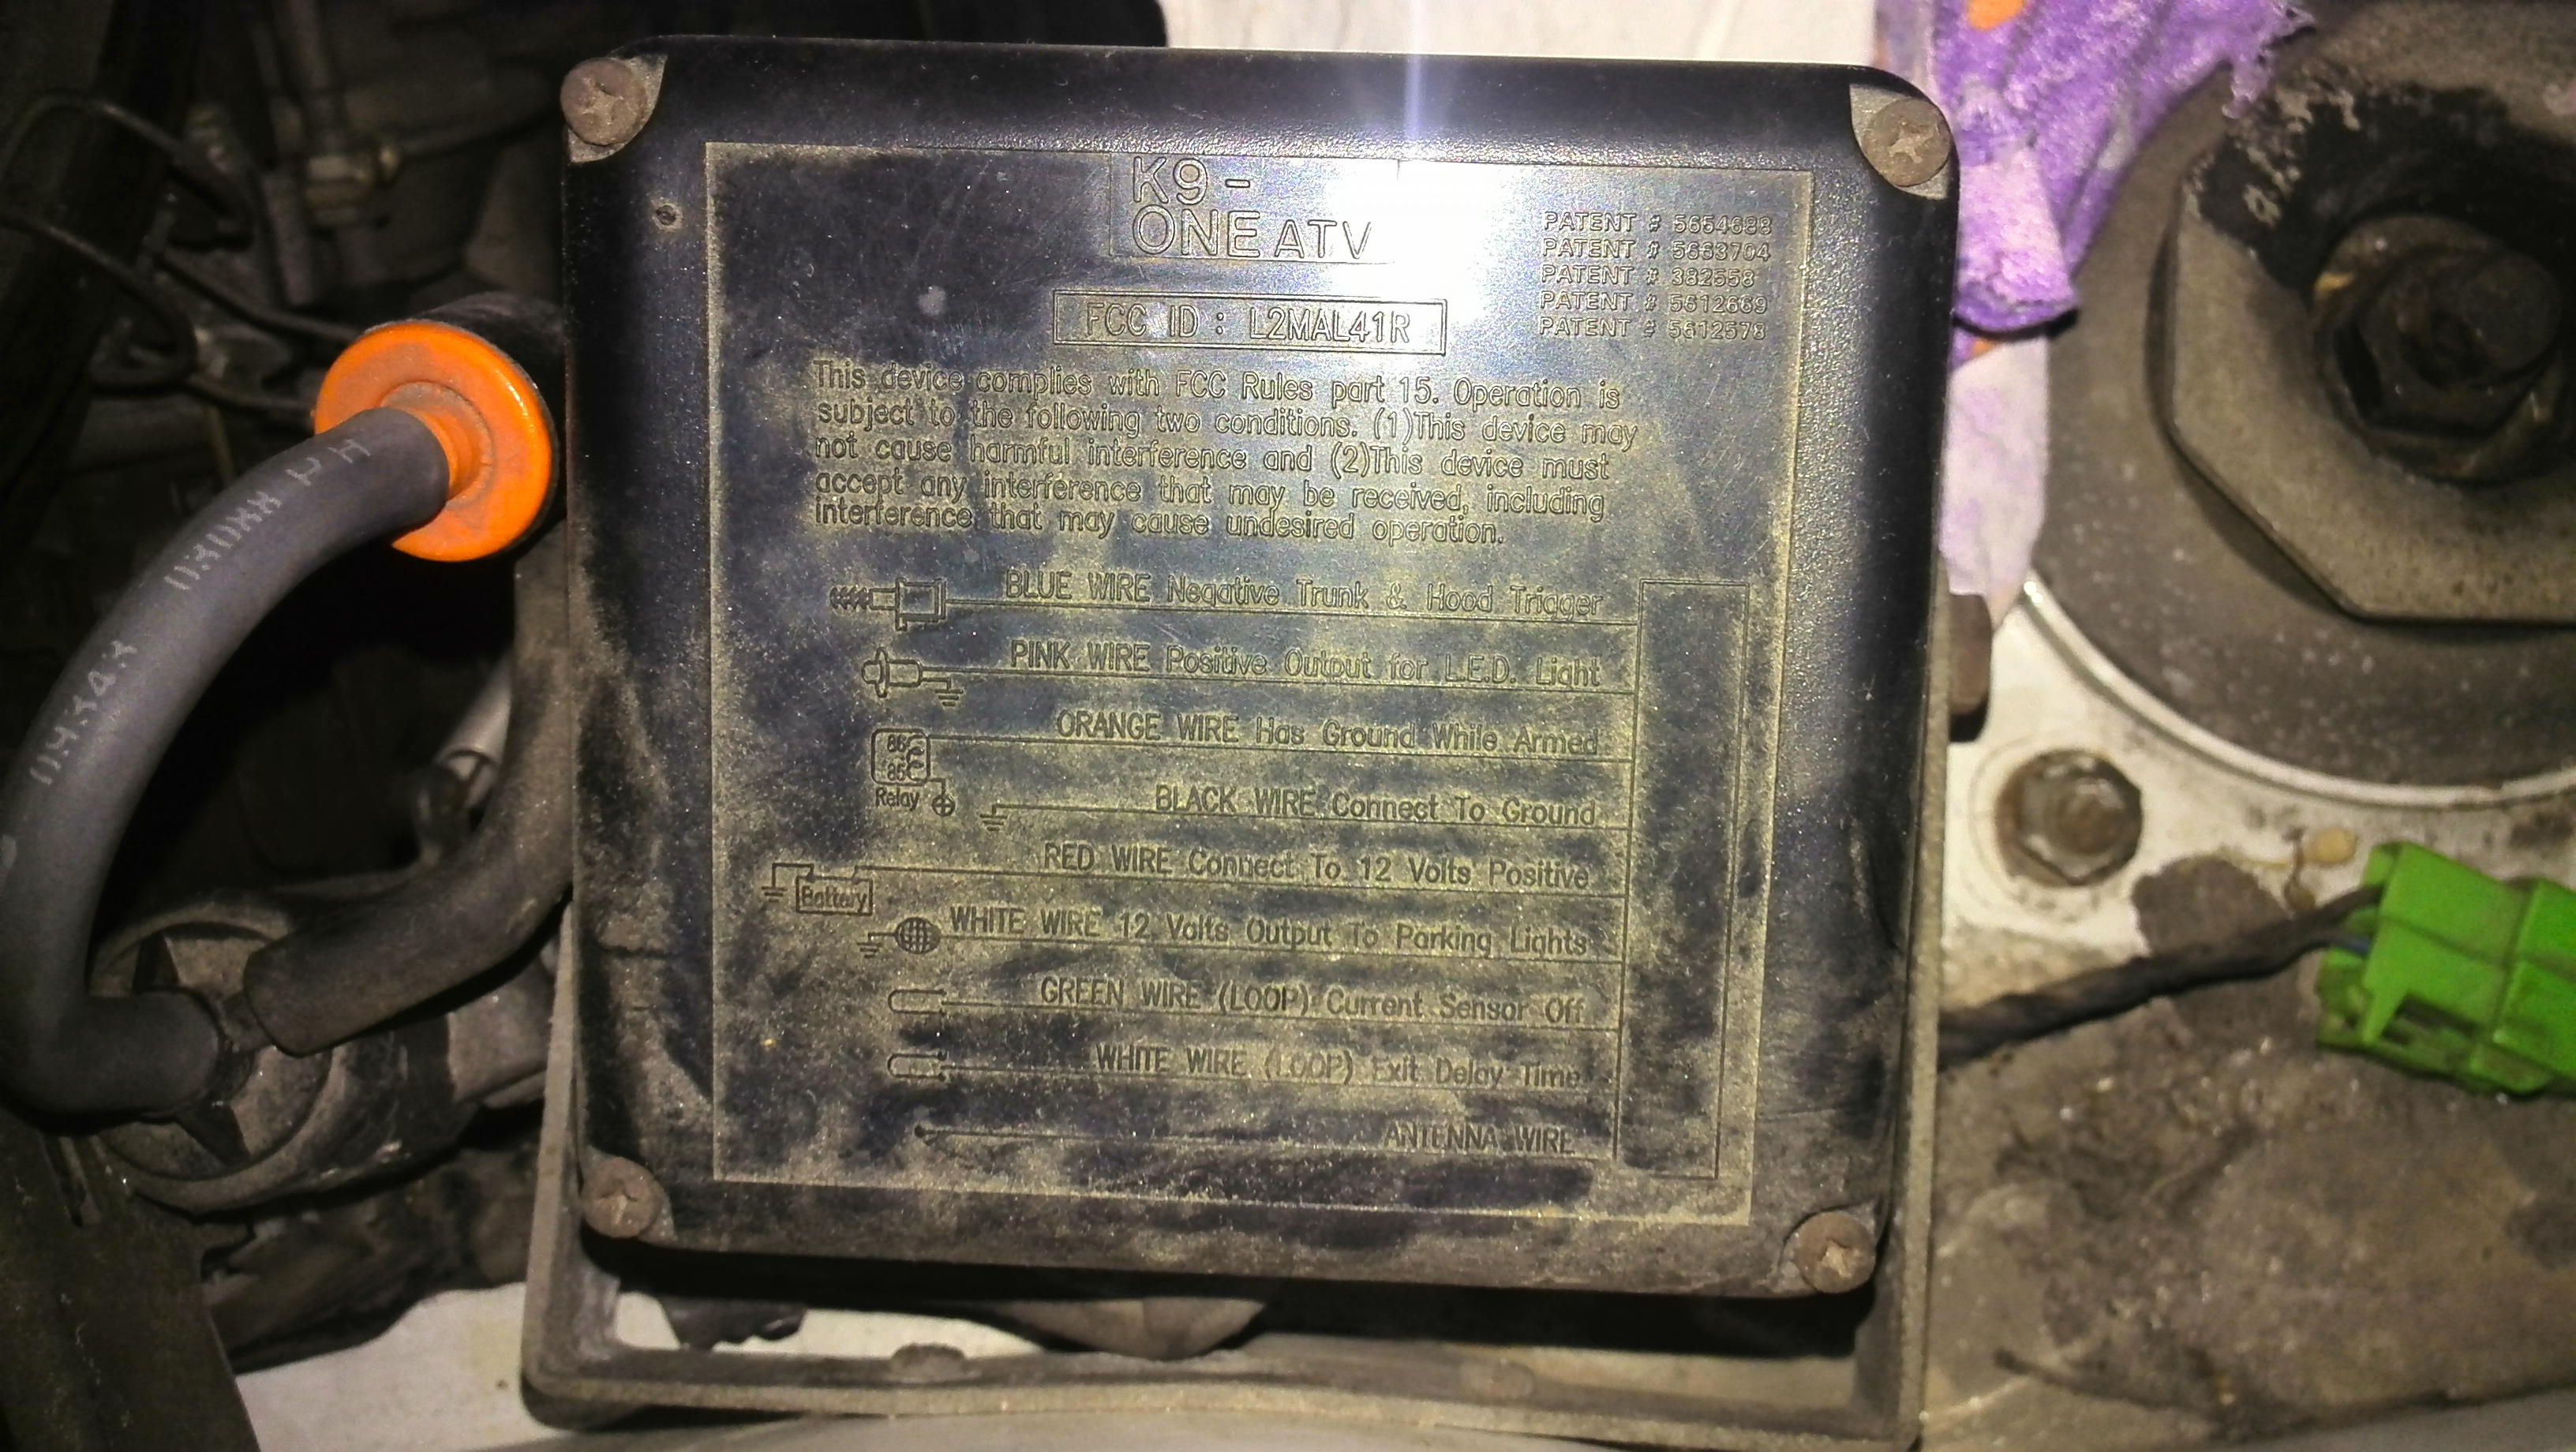 K9-
ONE ATV
PATENT # 5654688
PATENT # 5663704
PATENT # 382558
PATENT # 5612669
PATENT # 5612578
FCC ID : L2MAL41R
This device complies with FCC Rules part 15. Operation is
subject to the following two conditions. (1)This device may
not cause harmful interference and (2)This device must
accept any interference that may be received, including
interference that may cause undesired operation.
BLUE WIRE Negative Trunk & Hood Trigger
PINK WIRE Positive Output for L.E.D. Light
ORANGE WIRE Has Ground While Armed
86
85
Relay
BLACK WIRE Connect To Ground
RED WIRE Connect To 12 Volts Positive
Battery
WHITE WIRE 12 Volts Output To Parking Lights
GREEN WIRE (LOOP) Current Sensor Off
WHITE WIRE (LOOP) Exit Delay Time
ANTENNA WIRE